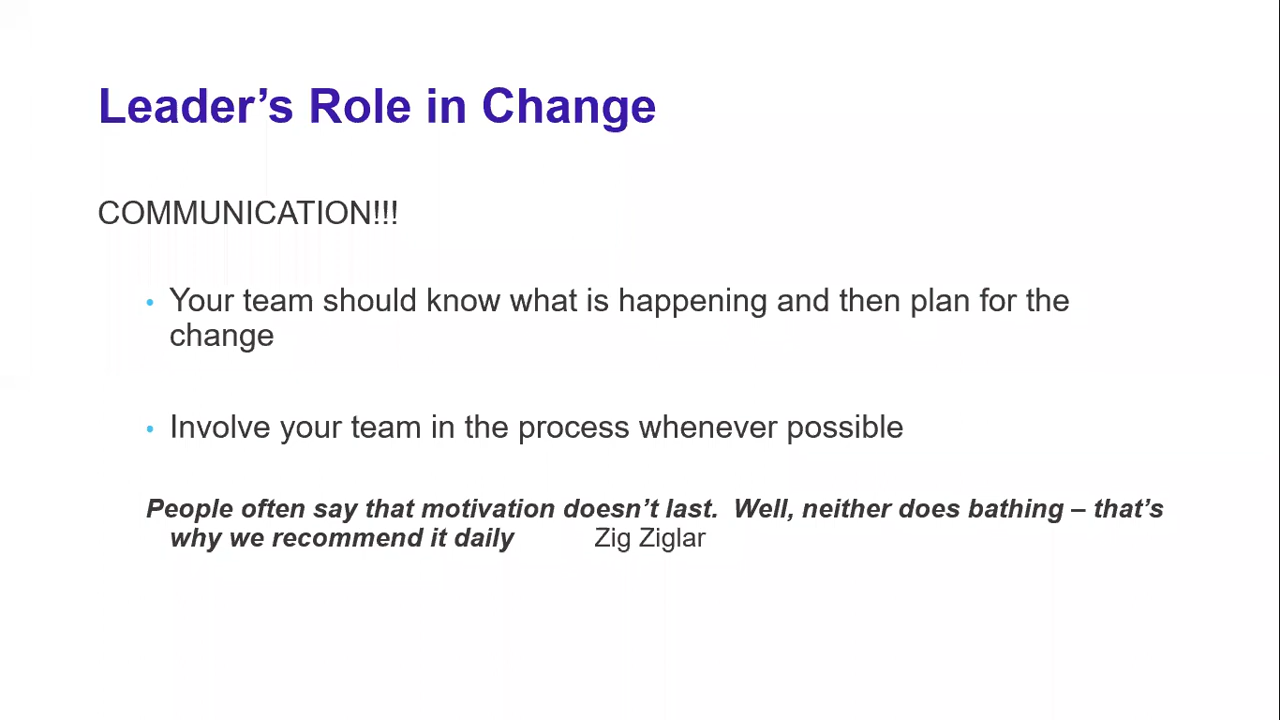 Leader’s Role in Change
COMMUNICATION!!!
• Your team should know what is happening and then plan for the
change
• Involve your team in the process whenever possible
People often say that motivation doesn’t last.  Well, neither does bathing – that’s
why we recommend it daily Zig Ziglar